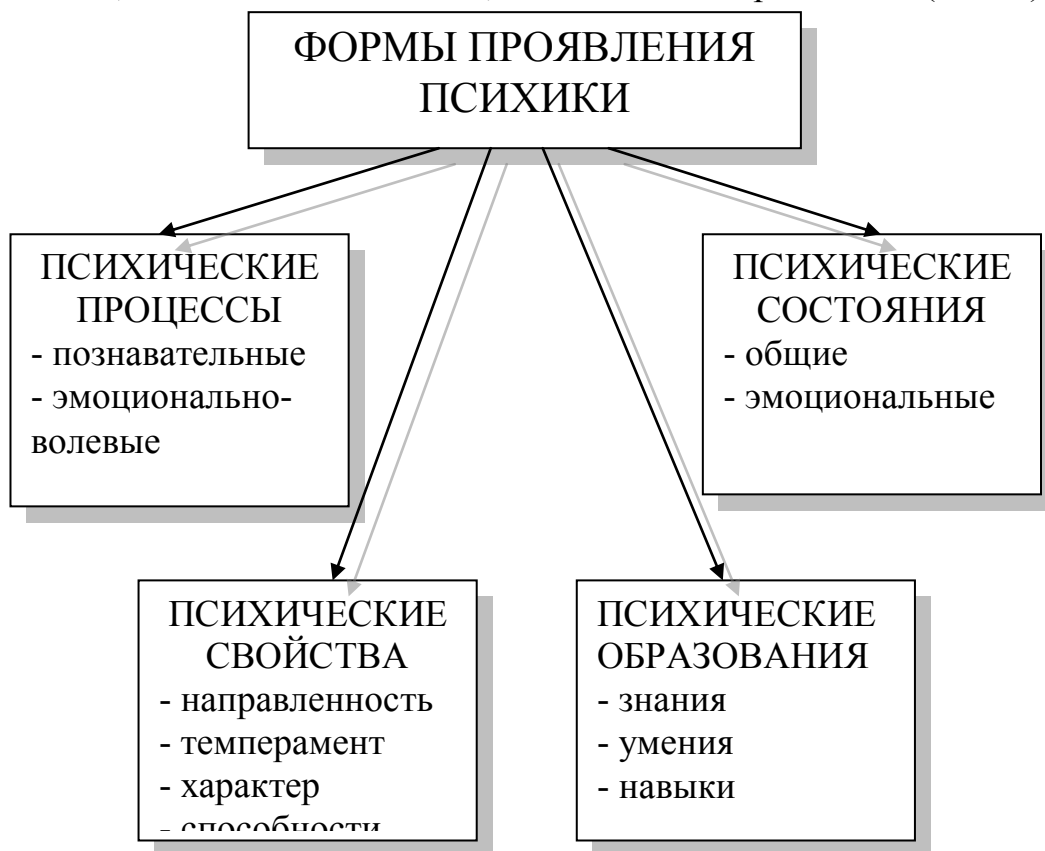 ФОРМЫ ПРОЯВЛЕНИЯ
ПСИХИКИ
ПСИХИЧЕСКИЕ
ПРОЦЕССЫ
- познавательные
- эмоционально-
волевые
ПСИХИЧЕСКИЕ
СОСТОЯНИЯ
- общие
- эмоциональные
ПСИХИЧЕСКИЕ
СВОЙСТВА
- направленность
- темперамент
- характер
- способности
ПСИХИЧЕСКИЕ
ОБРАЗОВАНИЯ
- знания
- умения
- навыки